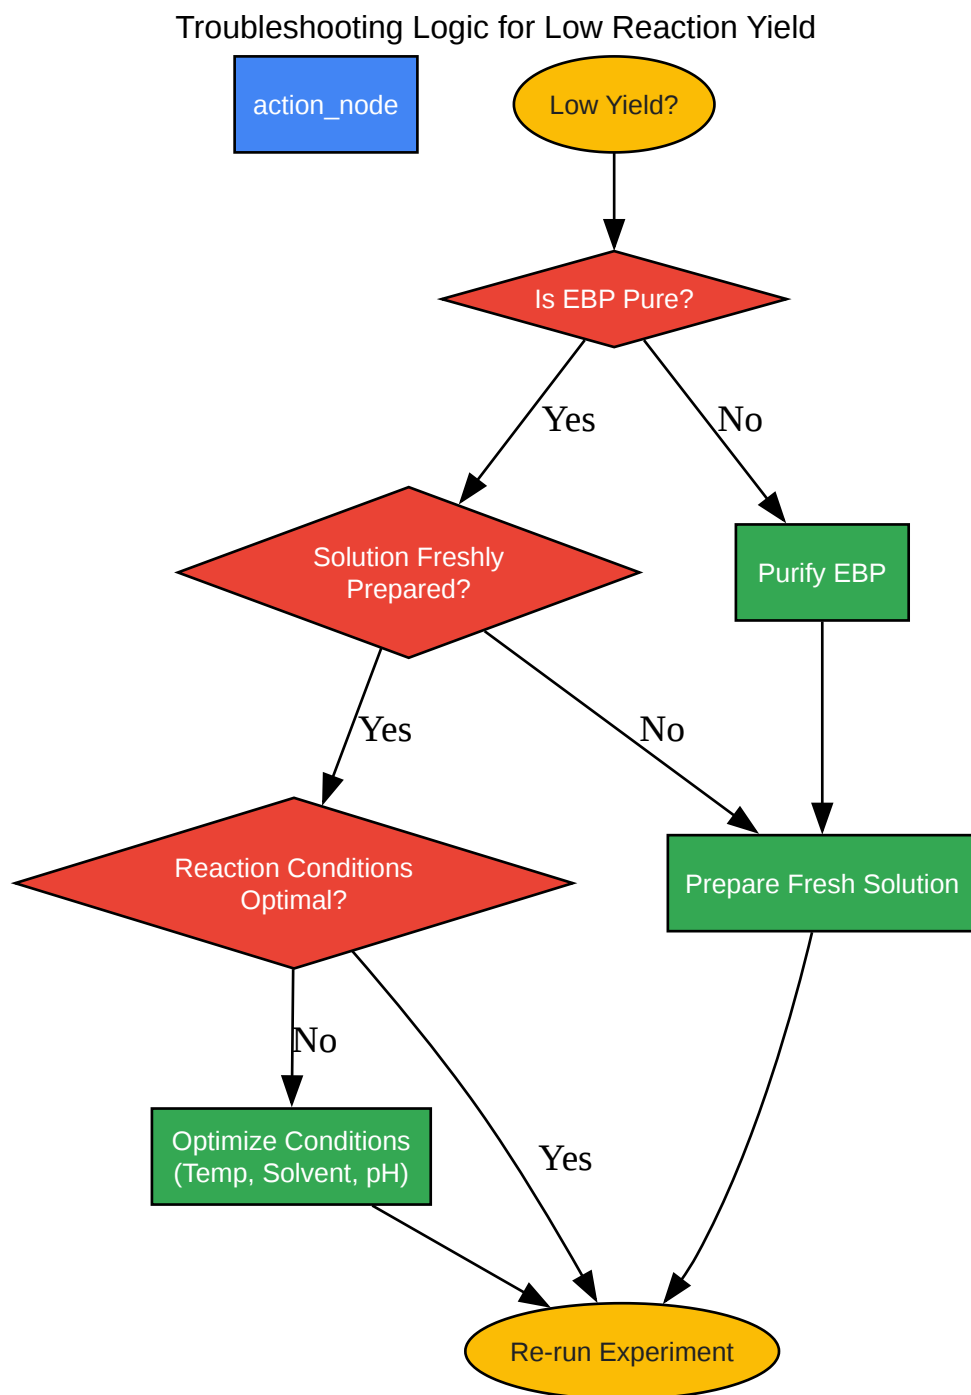 Troubleshooting Logic for Low Reaction Yield
action_node
Low Yield?
Is EBP Pure?
Yes
No
Solution Freshly
Prepared?
Purify EBP
Yes
No
Reaction Conditions
Optimal?
Prepare Fresh Solution
No
Optimize Conditions
(Temp, Solvent, pH)
Yes
Re-run Experiment